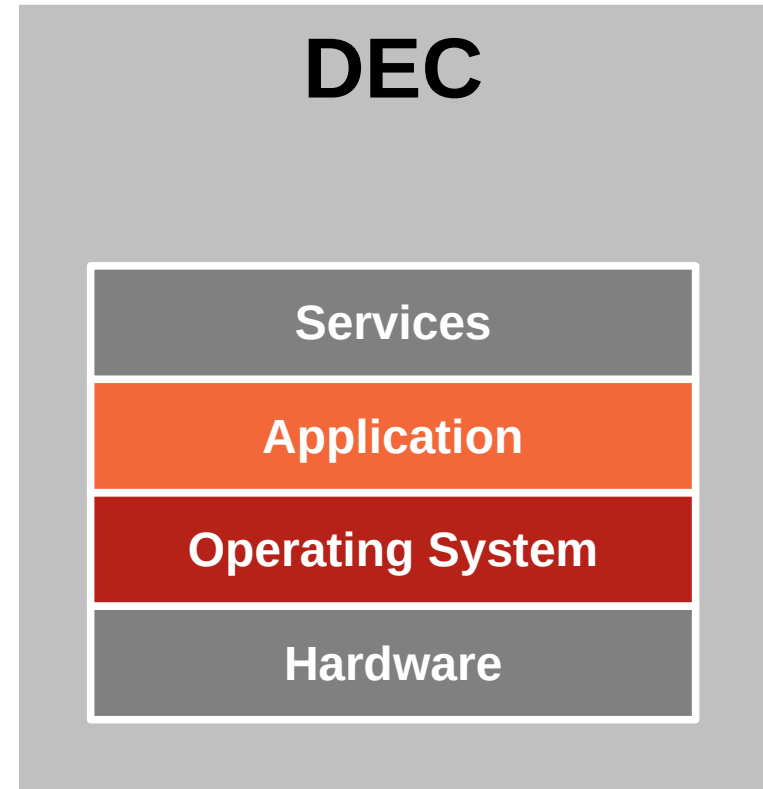 DEC
Services
Application
Operating System
Hardware